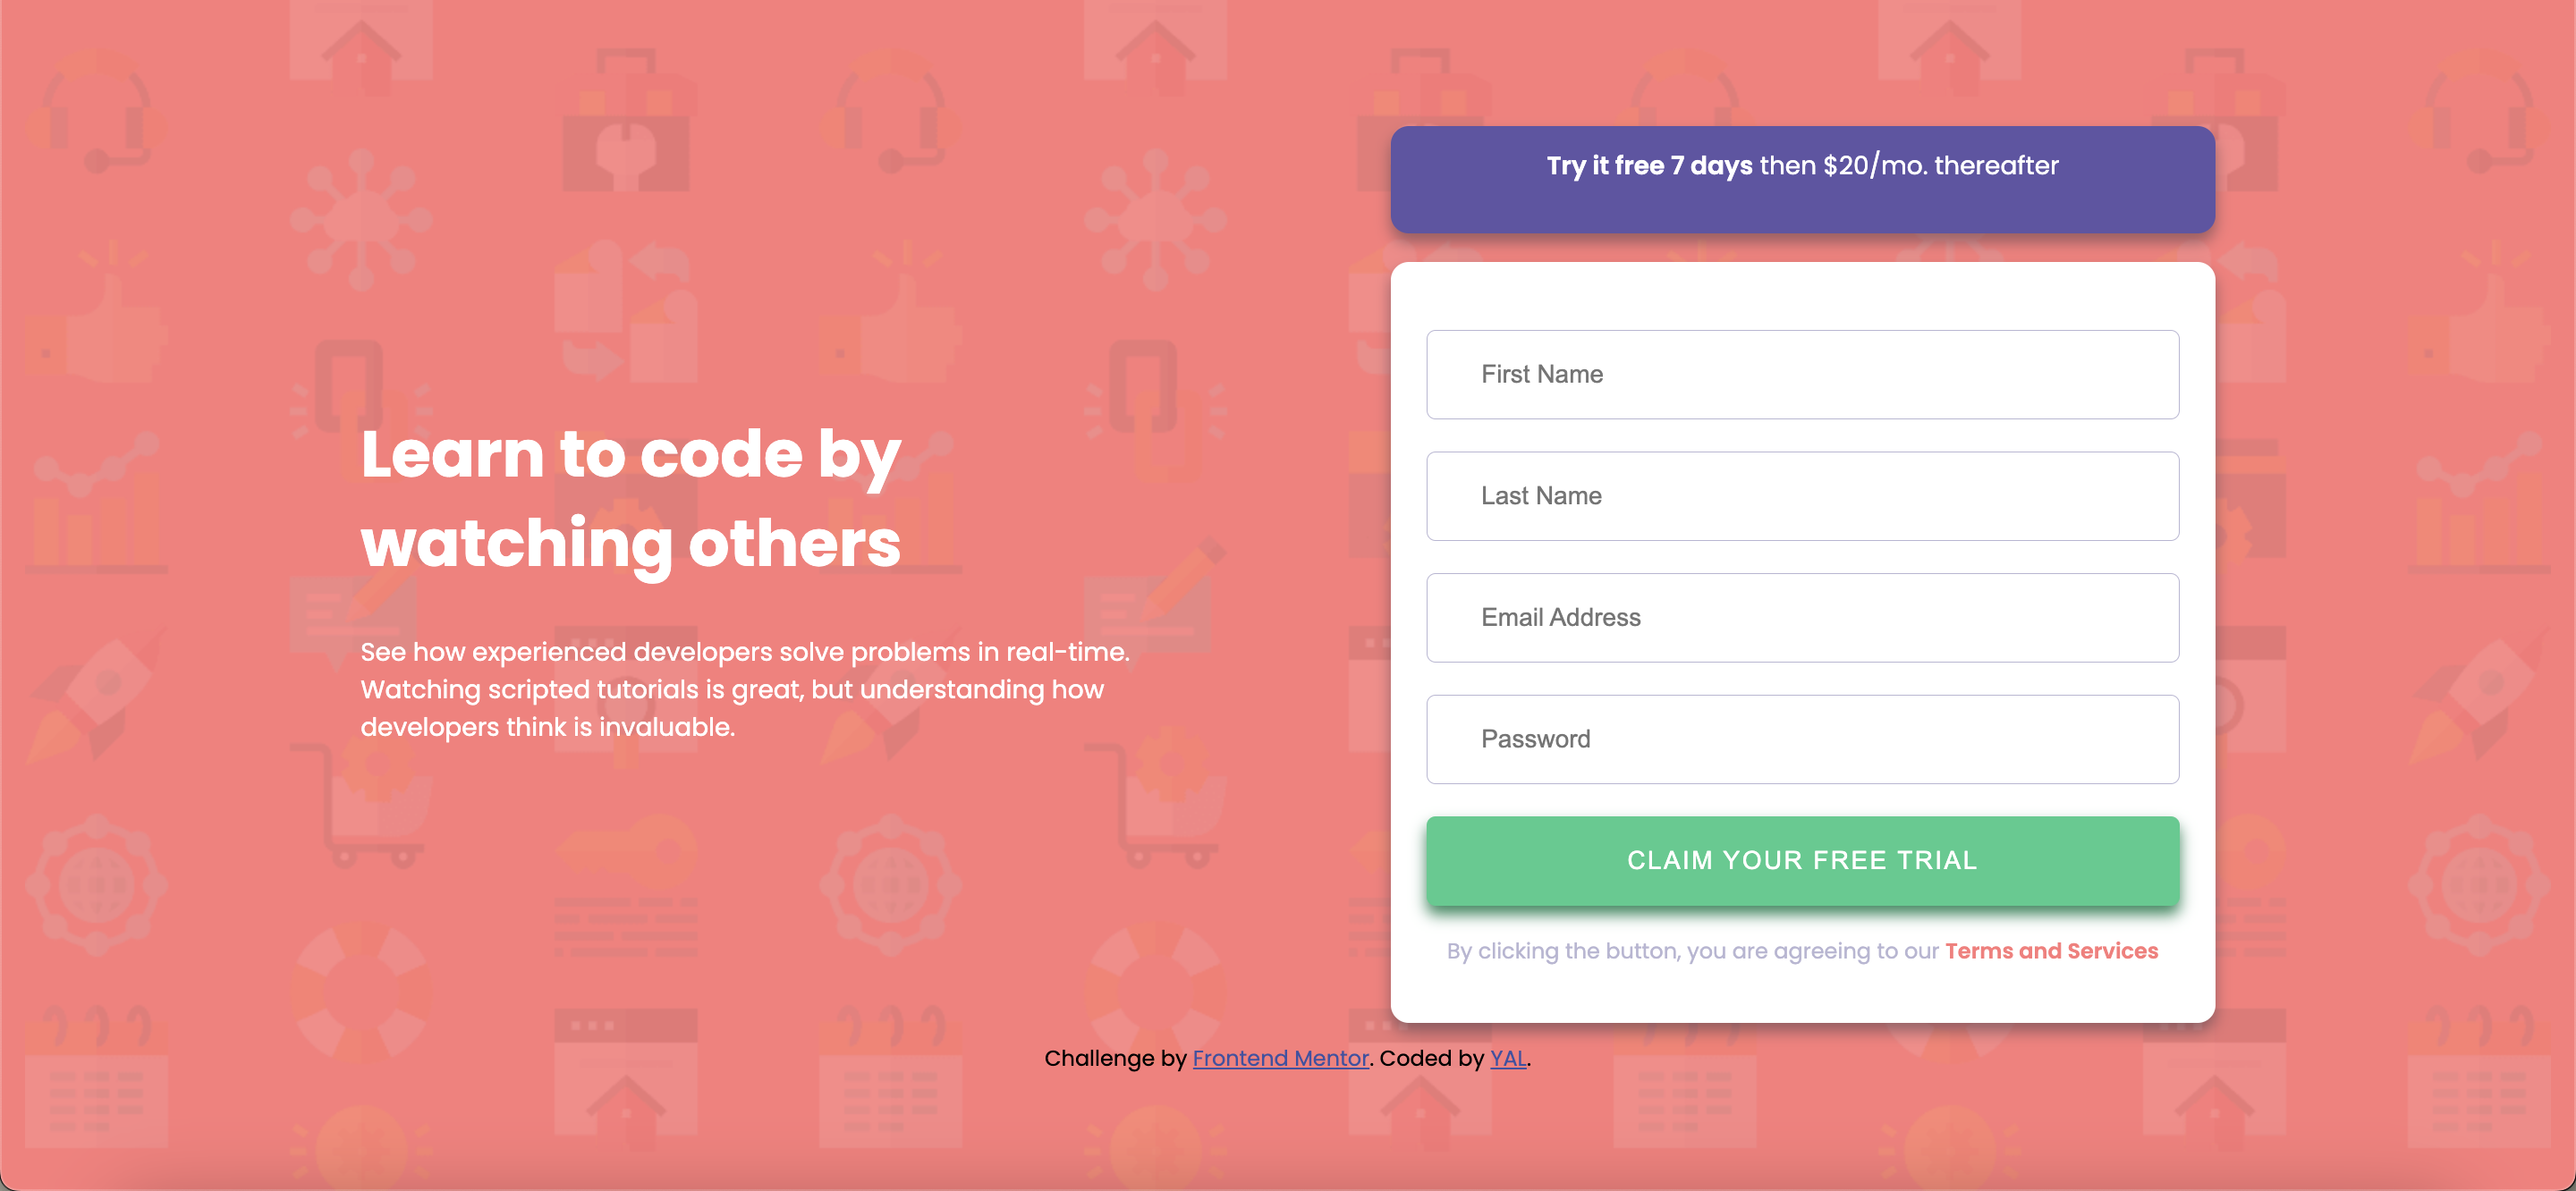 Learn to code by
watching others
See how experienced developers solve problems in real-time.
Watching scripted tutorials is great, but understanding how
developers think is invaluable.
Try it free 7 days then $20/mo. thereafter
First Name
Last Name
Email Address
Password
CLAIM YOUR FREE TRIAL
By clicking the button, you are agreeing to our Terms and Services
Challenge by Frontend Mentor. Coded by YAL.